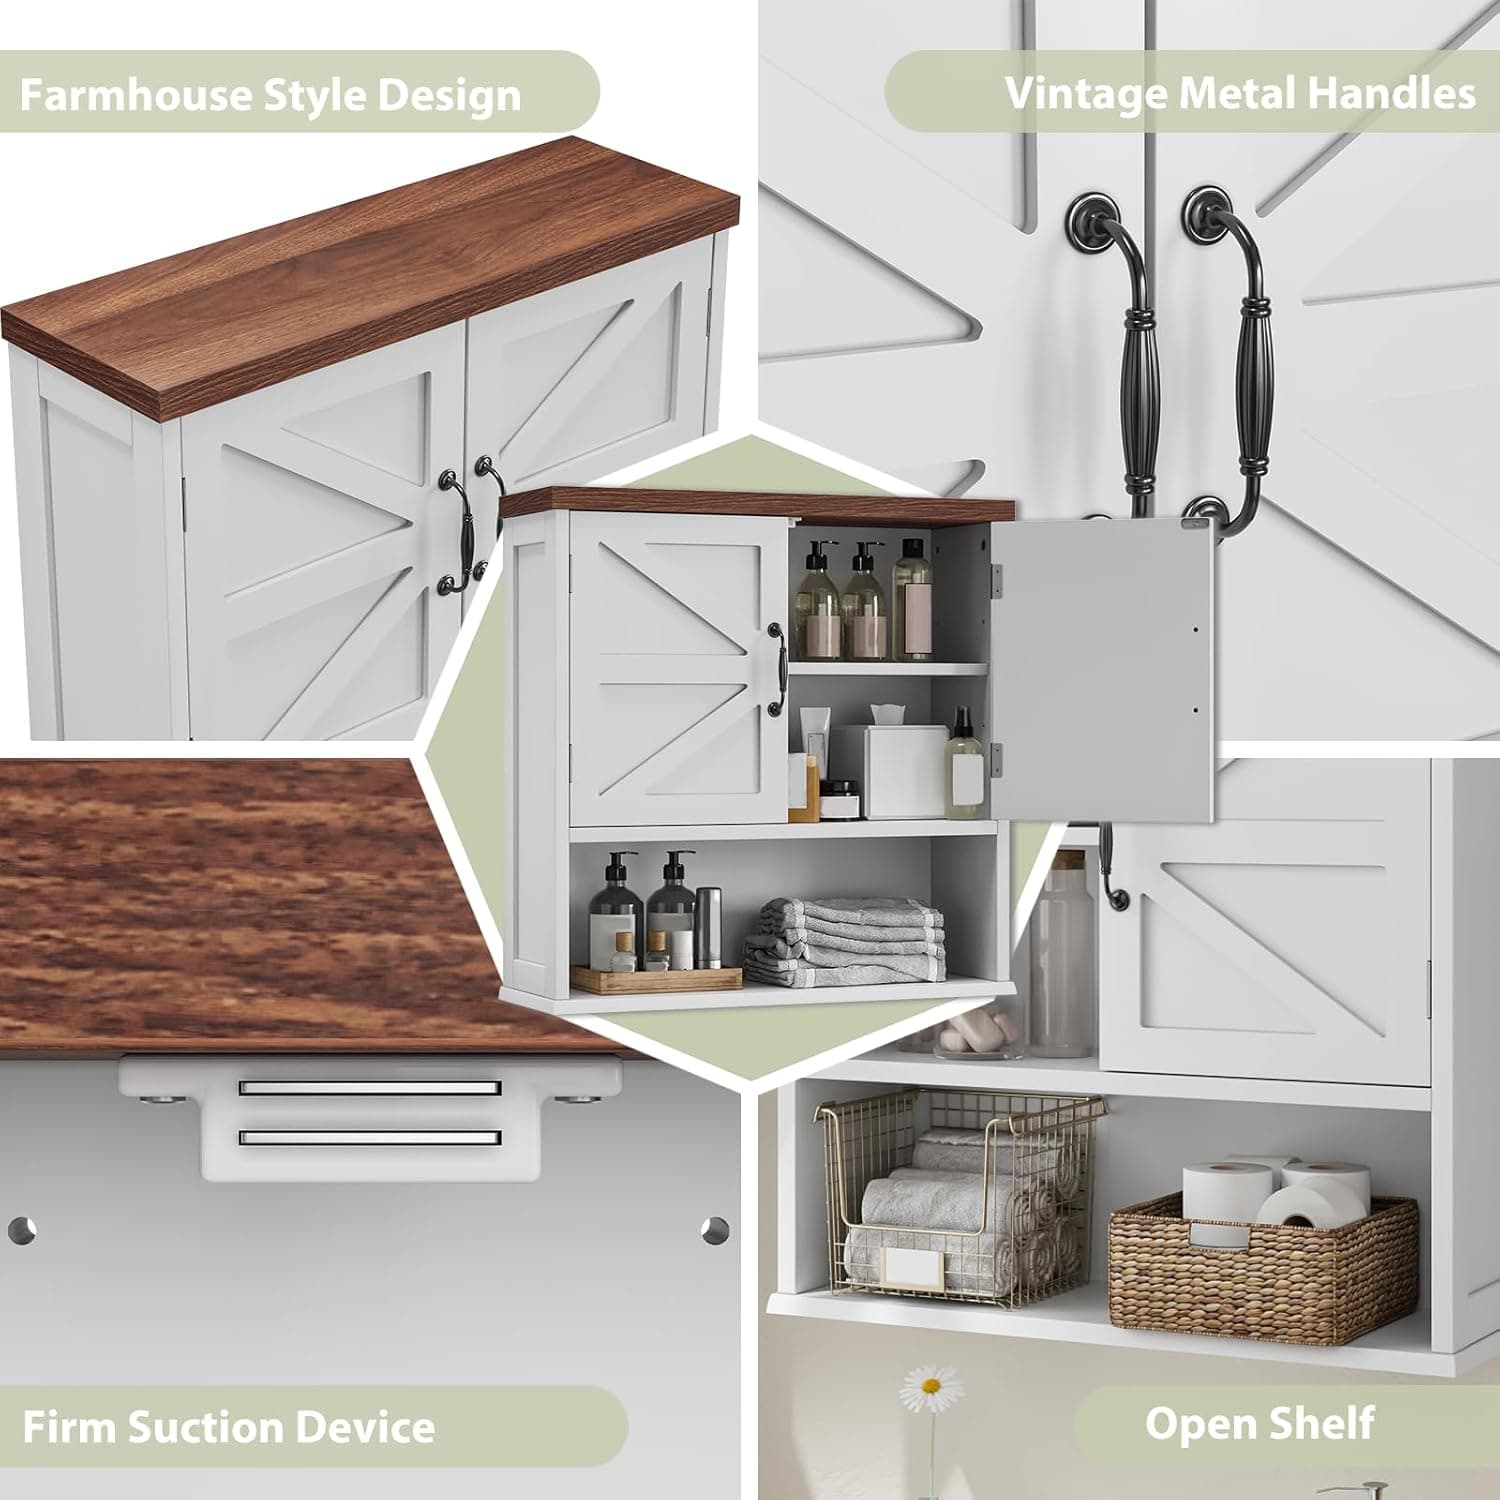 Farmhouse Style Design
Vintage Metal Handles
Firm Suction Device
Open Shelf